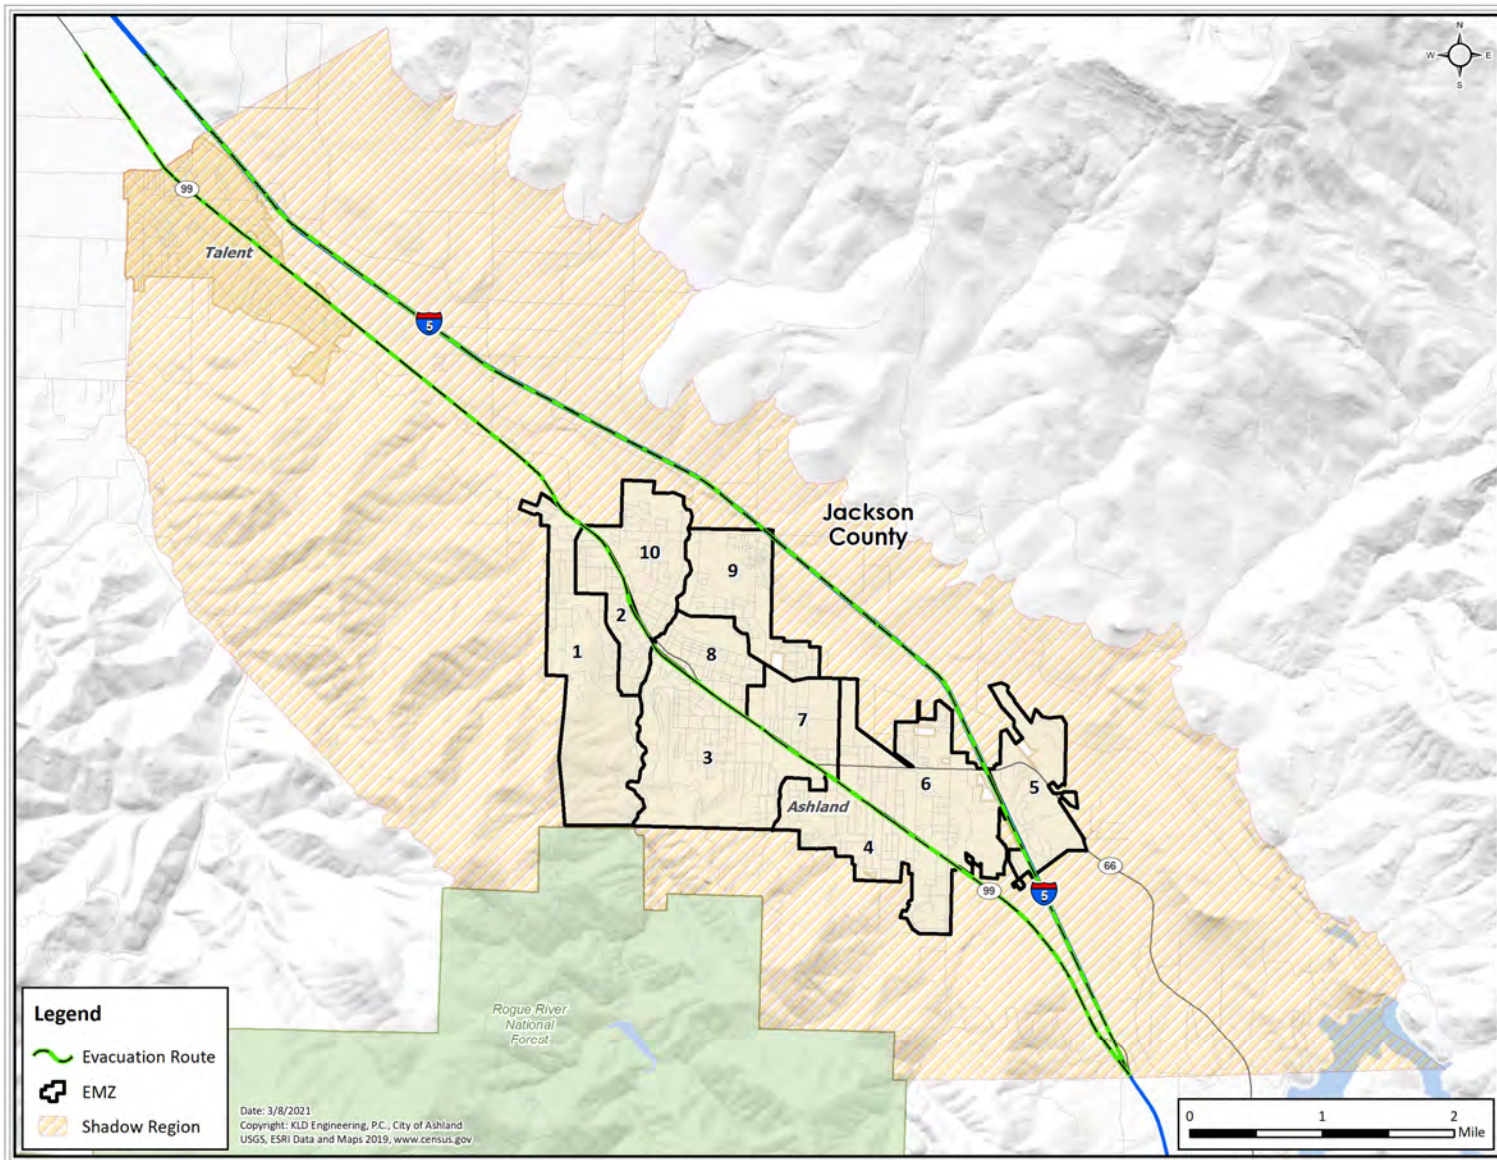 N
W
E
S
99
Talent
5
Jackson
County
10
9
2
1
8
7
3
6
5
Ashland
4
66
99
5
Rogue River
National
Forest
Legend
Evacuation Route
EMZ
Shadow Region
Date: 3/8/2021
Copyright: KLD Engineering, P.C., City of Ashland
USGS, ESRI Data and Maps 2019, www.census.gov
0 1 2
Mile